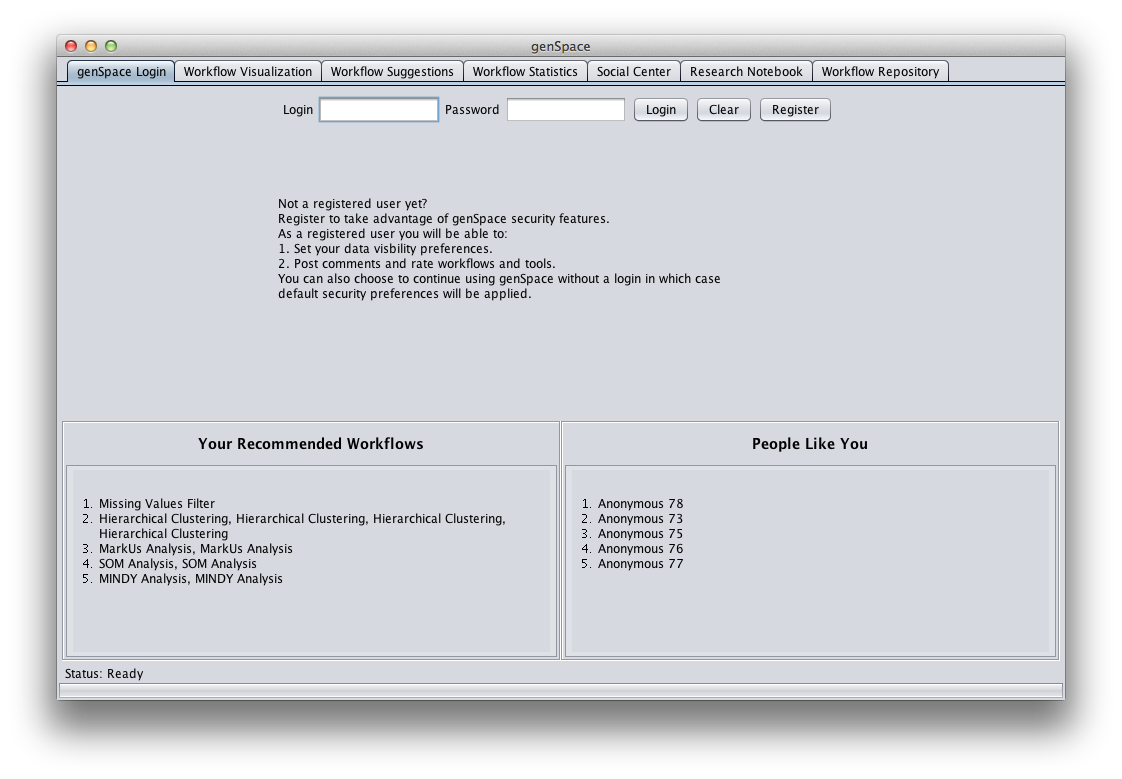 genSpace
genSpace Login Workflow Visualization Workflow Suggestions Workflow Statistics Social Center Research Notebook Workflow Repository
Login Password Login Clear Register
Not a registered user yet?
Register to take advantage of genSpace security features.
As a registered user you will be able to:
1. Set your data visbility preferences.
2. Post comments and rate workflows and tools.
You can also choose to continue using genSpace without a login in which case
default security preferences will be applied.
Your Recommended Workflows
1. Missing Values Filter
2. Hierarchical Clustering, Hierarchical Clustering, Hierarchical Clustering,
Hierarchical Clustering
3. MarkUs Analysis, MarkUs Analysis
4. SOM Analysis, SOM Analysis
5. MINDY Analysis, MINDY Analysis
People Like You
1. Anonymous 78
2. Anonymous 73
3. Anonymous 75
4. Anonymous 76
5. Anonymous 77
Status: Ready